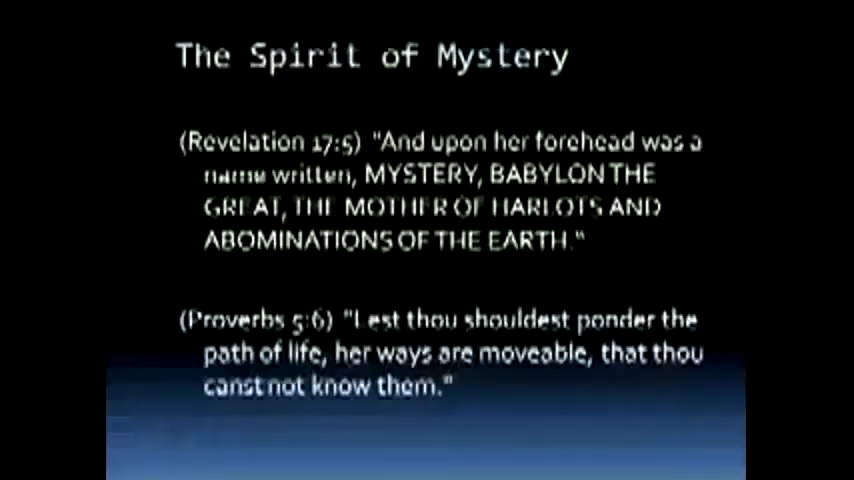 The Spirit of Mystery
(Revelation 17:5) "And upon her forehead was a
name written, MYSTERY, BABYLON THE
GREAT, THE MOTHER OF HARLOTS AND
ABOMINATIONS OF THE EARTH."
(Proverbs 5:6) "Lest thou shouldest ponder the
path of life, her ways are moveable, that thou
canst not know them."